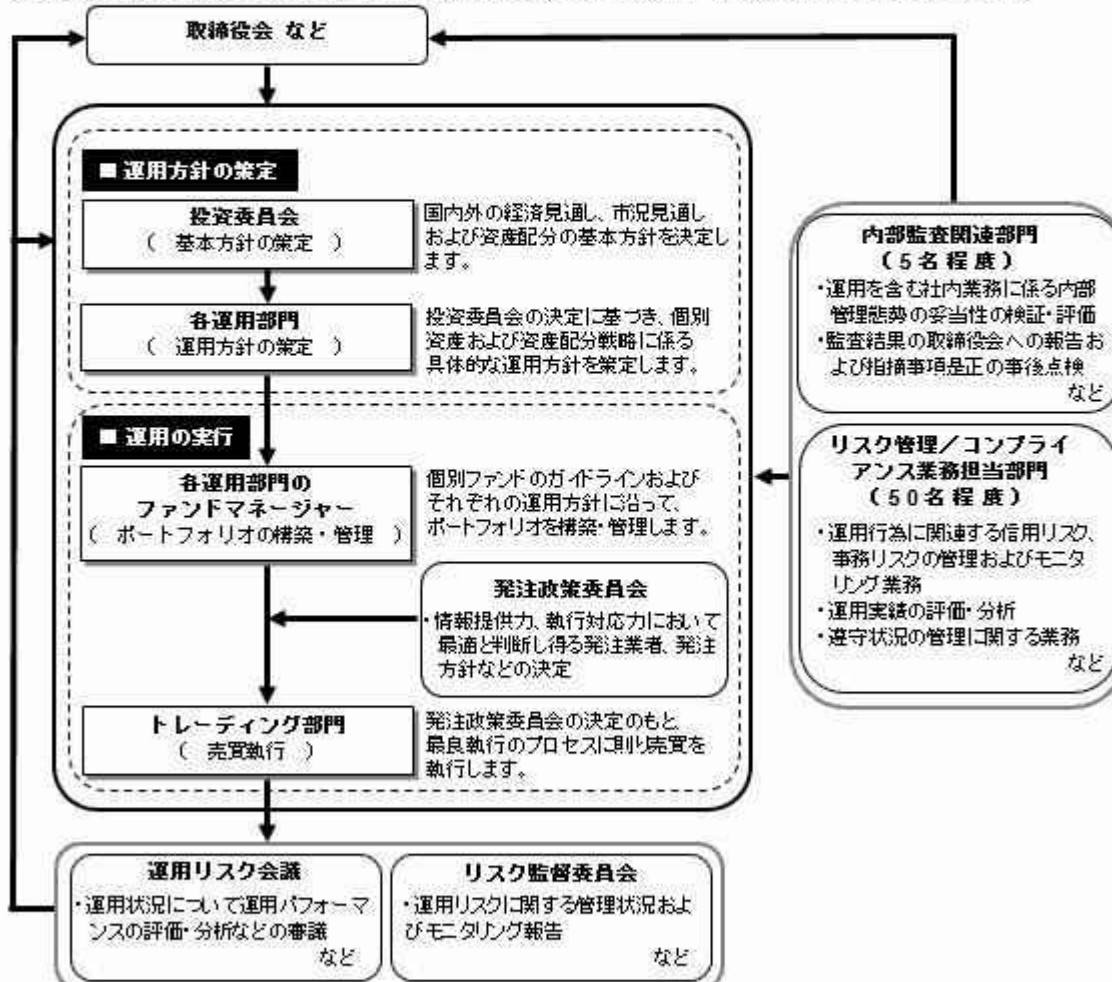 取締役会 など
■ 運用方針の策定
投資委員会
( 基本方針の策定 )
国内外の経済見通し、市況見通し
および資産配分の基本方針を決定し
ます。
各運用部門
( 運用方針の策定 )
投資委員会の決定に基づき、個別
資産および資産配分戦略に係る
具体的な運用方針を策定します。
■ 運用の実行
各運用部門の
ファンドマネージャー
( ポートフォリオの構築・管理 )
個別ファンドのガイドラインおよび
それぞれの運用方針に沿って、
ポートフォリオを構築・管理します。
発注政策委員会
・情報提供力、執行対応力において
最適と判断し得る発注業者、発注
方針などの決定
トレーディング部門
( 売買執行 )
発注政策委員会の決定のもと
最良執行のプロセスに則り売買を
執行します。
内部監査関連部門
(5名程度)
・運用を含む社内業務に係る内部
管理態勢の妥当性の検証・評価
・監査結果の取締役会への報告お
よび指摘事項是正の事後点検
など
リスク管理/コンプライ
アンス業務担当部門
(50名程度)
・運用行為に関連する信用リスク、
事務リスクの管理およびモニタ
リング業務
・運用実績の評価・分析
・遵守状況の管理に関する業務
など
運用リスク会議
・運用状況について運用パフォーマ
ンスの評価・分析などの審議
など
リスク監督委員会
・運用リスクに関する管理状況およ
びモニタリング報告
など